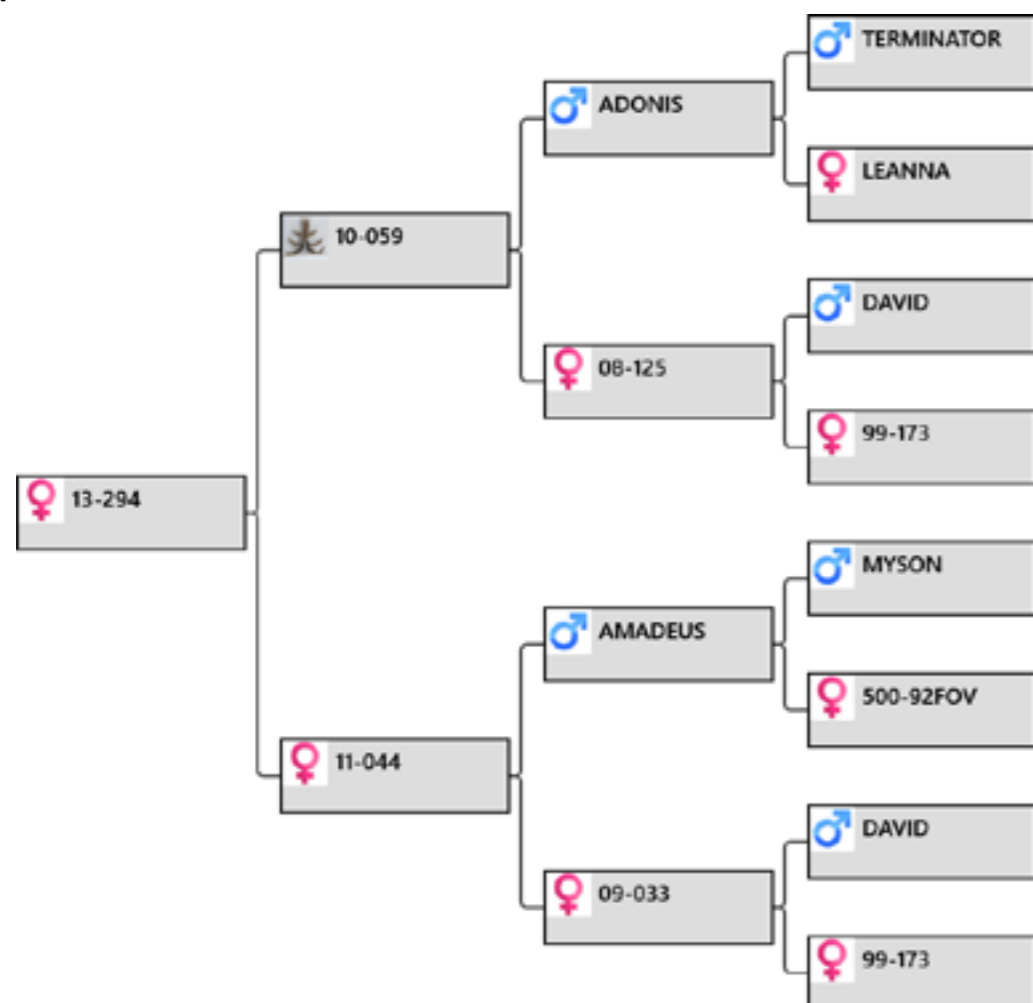 TERMINATOR
ADONIS
LEANNA
10-059
DAVID
08-125
99-173
13-294
MYSON
AMADEUS
500-92FOV
11-044
DAVID
09-033
99-173